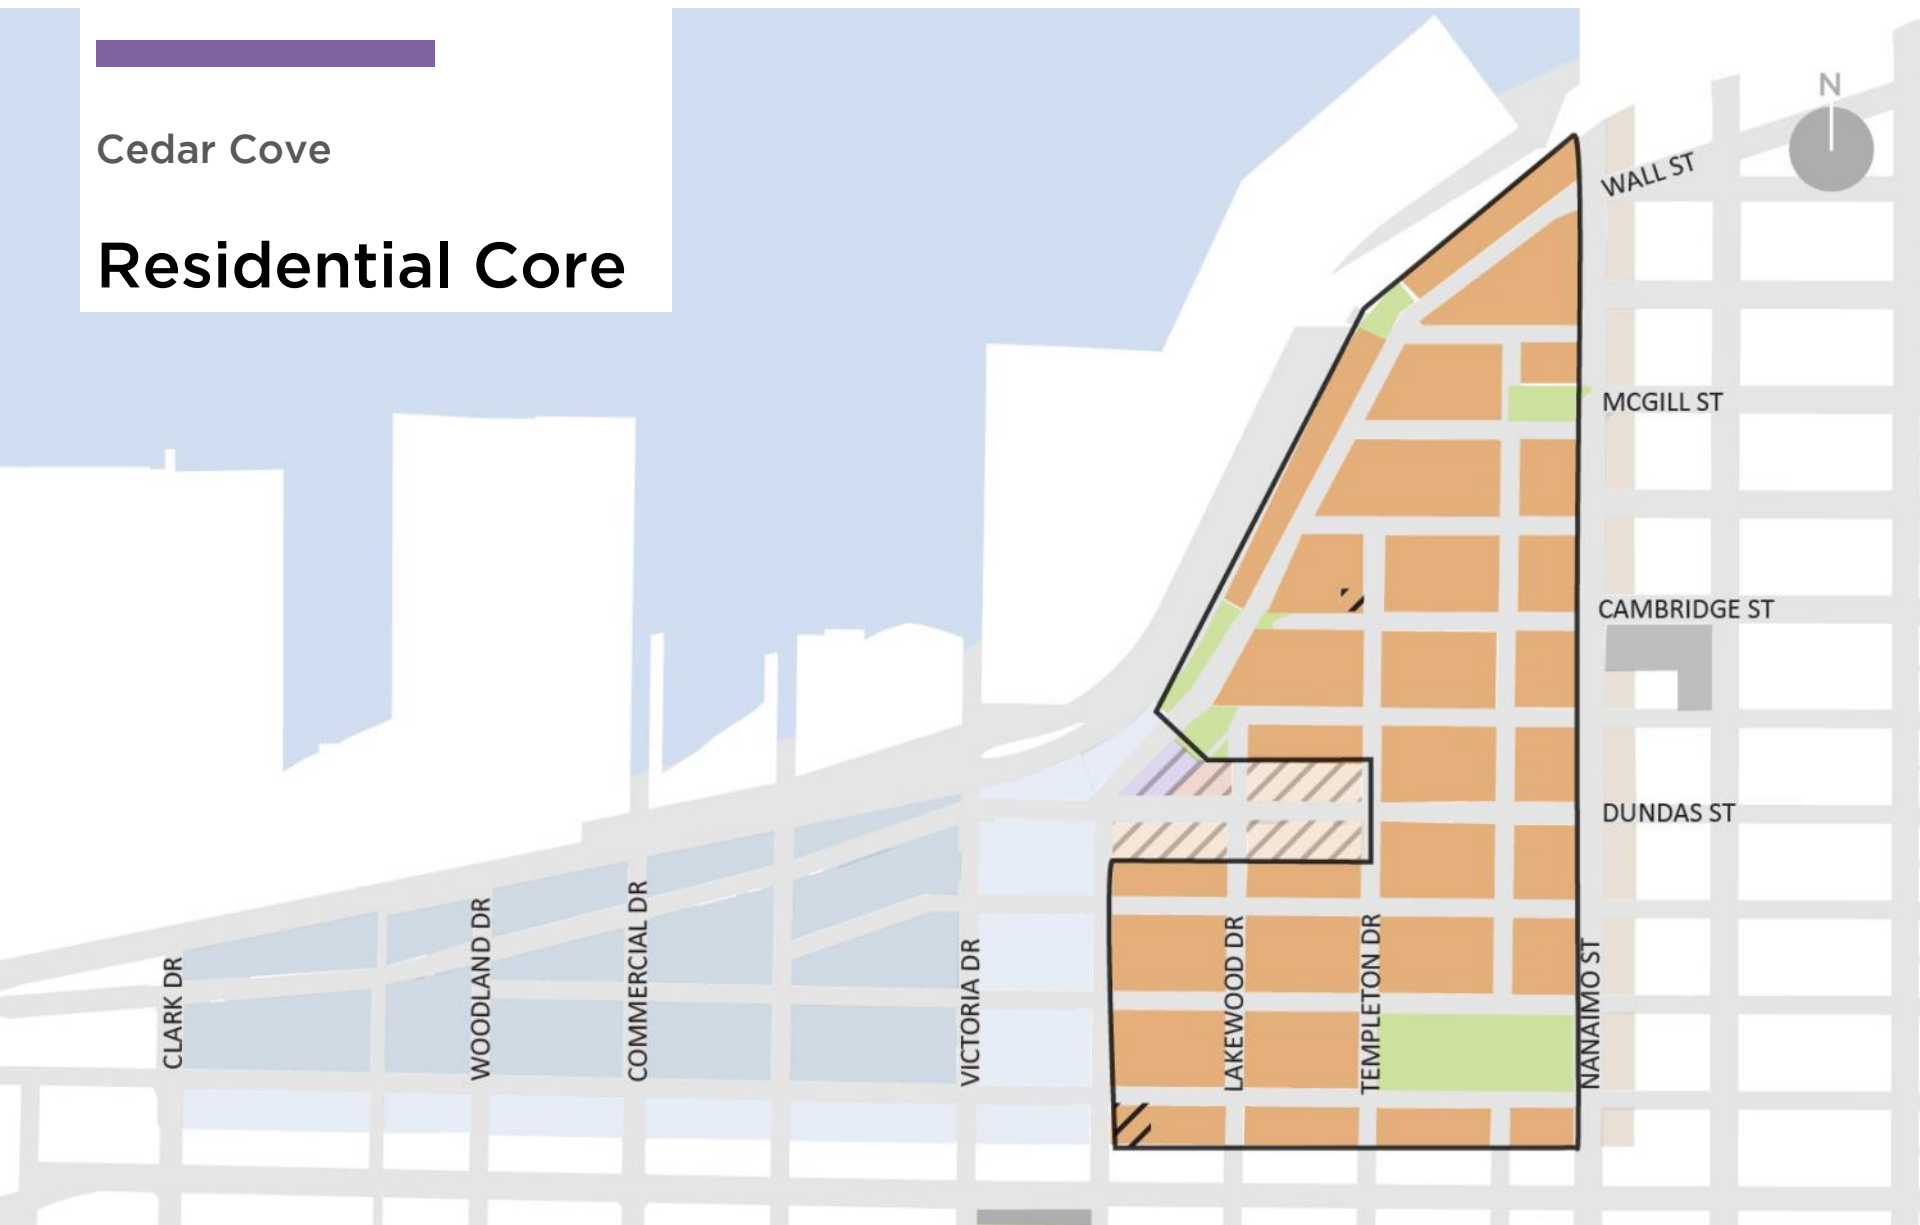 Cedar Cove
Residential Core
N
WALL ST
MCGILL ST
CAMBRIDGE ST
DUNDAS ST
CLARK DR
WOODLAND DR
COMMERCIAL DR
VICTORIA DR
LAKEWOOD DR
TEMPLETON DR
NANAIMO ST